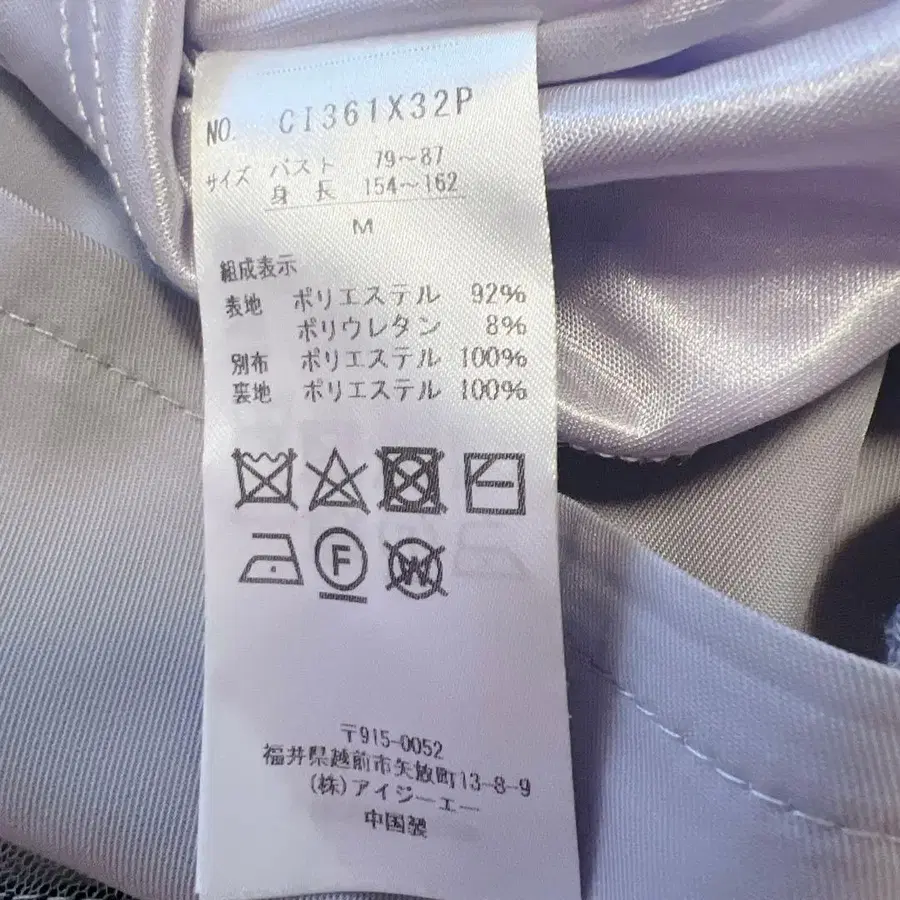 NO. CI361X32P
サイズ バスト 79～87
身長 154～162
M
組成表示
表地 ポリエステル 92%
ポリウレタン 8%
別布 ポリエステル 100%
裏地 ポリエステル 100%
F W
〒915-0052
福井県越前市矢放町13-8-9
(株)アイジーエー
中国製